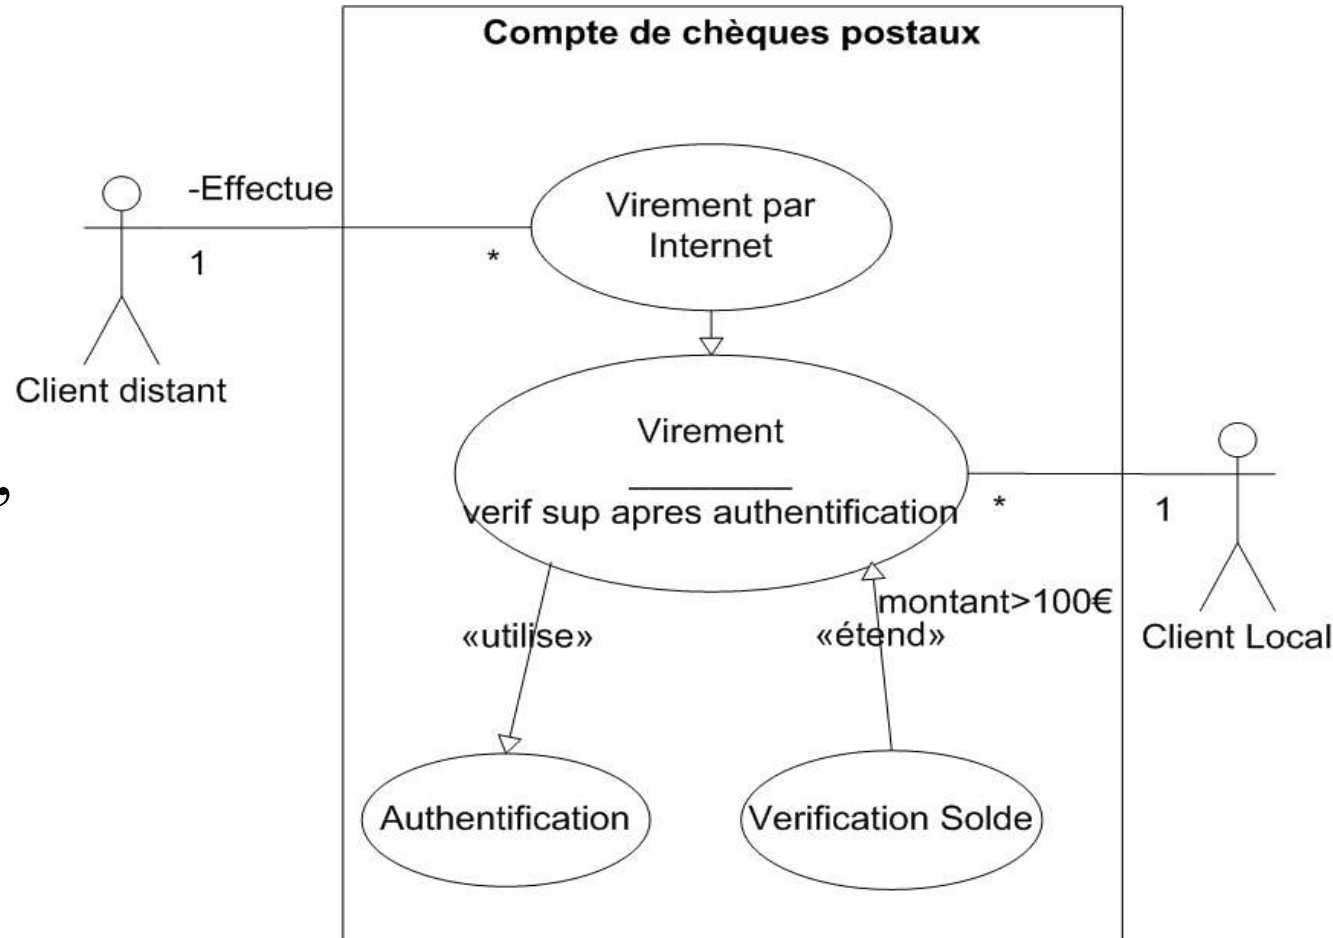 Compte de chèques postaux
-Effectue
1
*
Virement par
Internet
Client distant
Virement
verif sup apres authentification
*
1
,
montant>100€
«utilise»
«étend»
Client Local
Authentification
Verification Solde